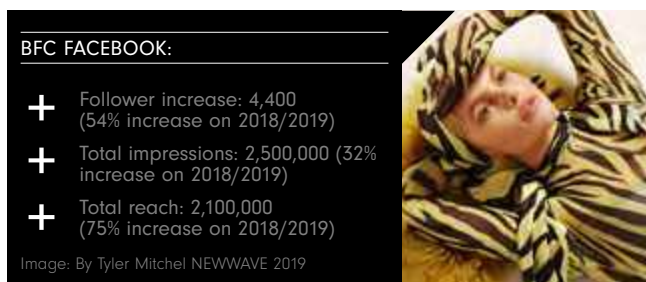 BFC FACEBOOK:
+ Follower increase: 4,400
(54% increase on 2018/2019)
+ Total impressions: 2,500,000 (32%
increase on 2018/2019)
+ Total reach: 2,100,000
(75% increase on 2018/2019)
Image: By Tyler Mitchel NEWWAVE 2019